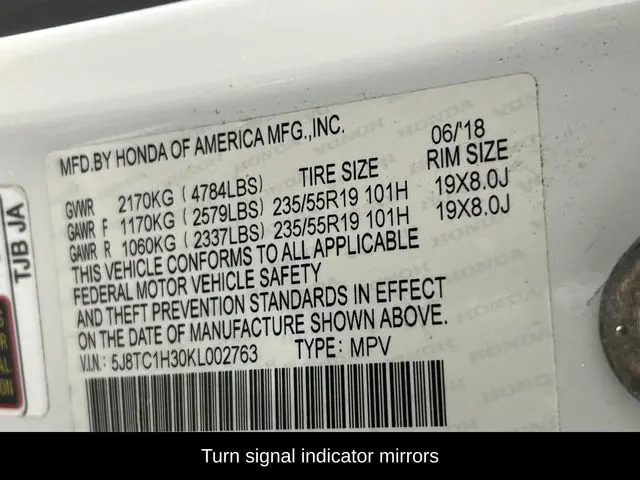 MFD.BY HONDA OF AMERICA MFG.,INC. 06/'18
TIRE SIZE RIM SIZE
GVWR 2170KG ( 4784LBS)
GAWR F 1170KG ( 2579LBS) 235/55R19 101H 19X8.0J
GAWR R 1060KG ( 2337LBS) 235/55R19 101H 19X8.0J
THIS VEHICLE CONFORMS TO ALL APPLICABLE
FEDERAL MOTOR VEHICLE SAFETY
AND THEFT PREVENTION STANDARDS IN EFFECT
ON THE DATE OF MANUFACTURE SHOWN ABOVE.
V.I.N: 5J8TC1H30KL002763 TYPE: MPV
TJB JA
Turn signal indicator mirrors